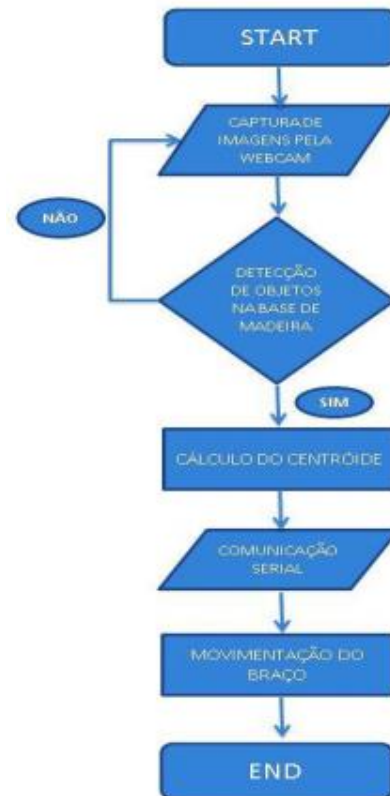 START
CAPTURA DE
IMAGENS PELA
WEBCAM
NÃO
DETECÇÃO
DE OBJETOS
NA BASE DE
MADEIRA
SIM
CÁLCULO DO CENTRÓIDE
COMUNICAÇÃO
SERIAL
MOVIMENTAÇÃO DO
BRAÇO
END